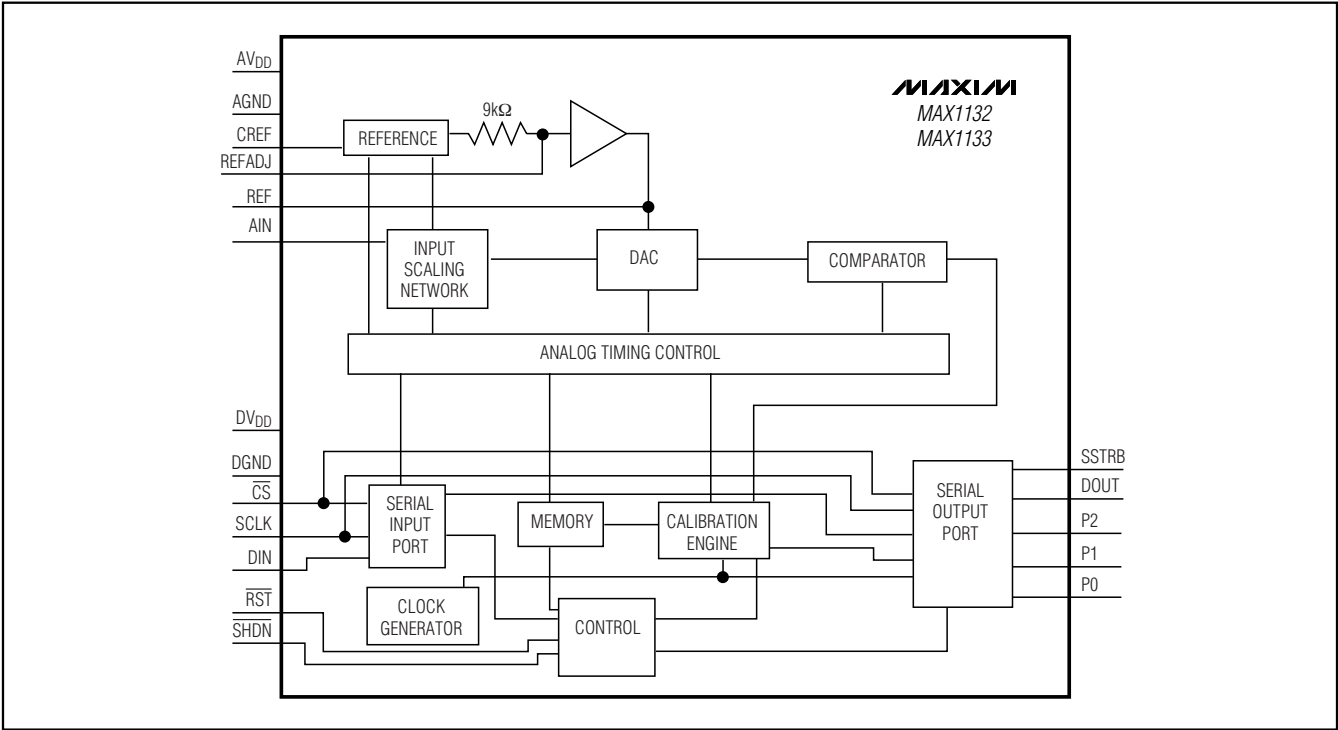 AVDD
AGND
CREF
REFADJ
REF
AIN
DVDD
DGND
CS
SCLK
DIN
RST
SHDN
MAXIM
MAX1132
MAX1133
REFERENCE
9kΩ
INPUT
SCALING
NETWORK
DAC
COMPARATOR
ANALOG TIMING CONTROL
SERIAL
INPUT
PORT
MEMORY
CALIBRATION
ENGINE
SERIAL
OUTPUT
PORT
CLOCK
GENERATOR
CONTROL
SSTRB
DOUT
P2
P1
P0